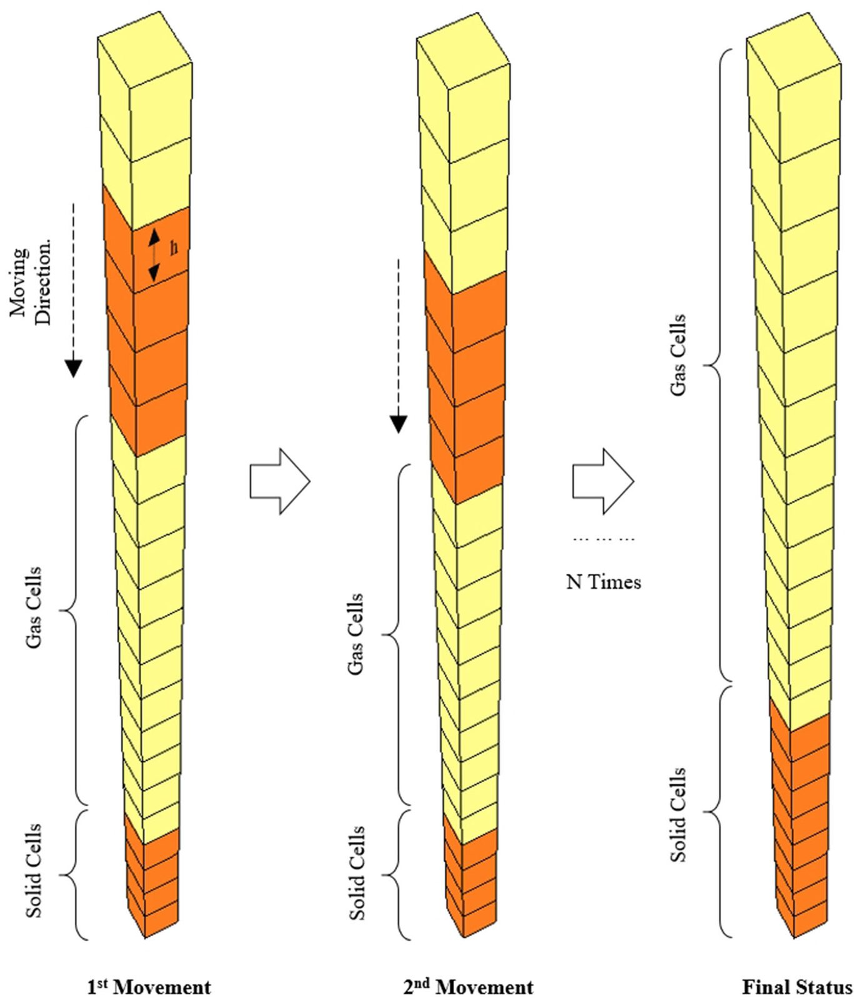 Moving
Direction.
h
Gas Cells
Solid Cells
1st Movement
Gas Cells
Solid Cells
2nd Movement
... ... ...
N Times
Gas Cells
Solid Cells
Final Status